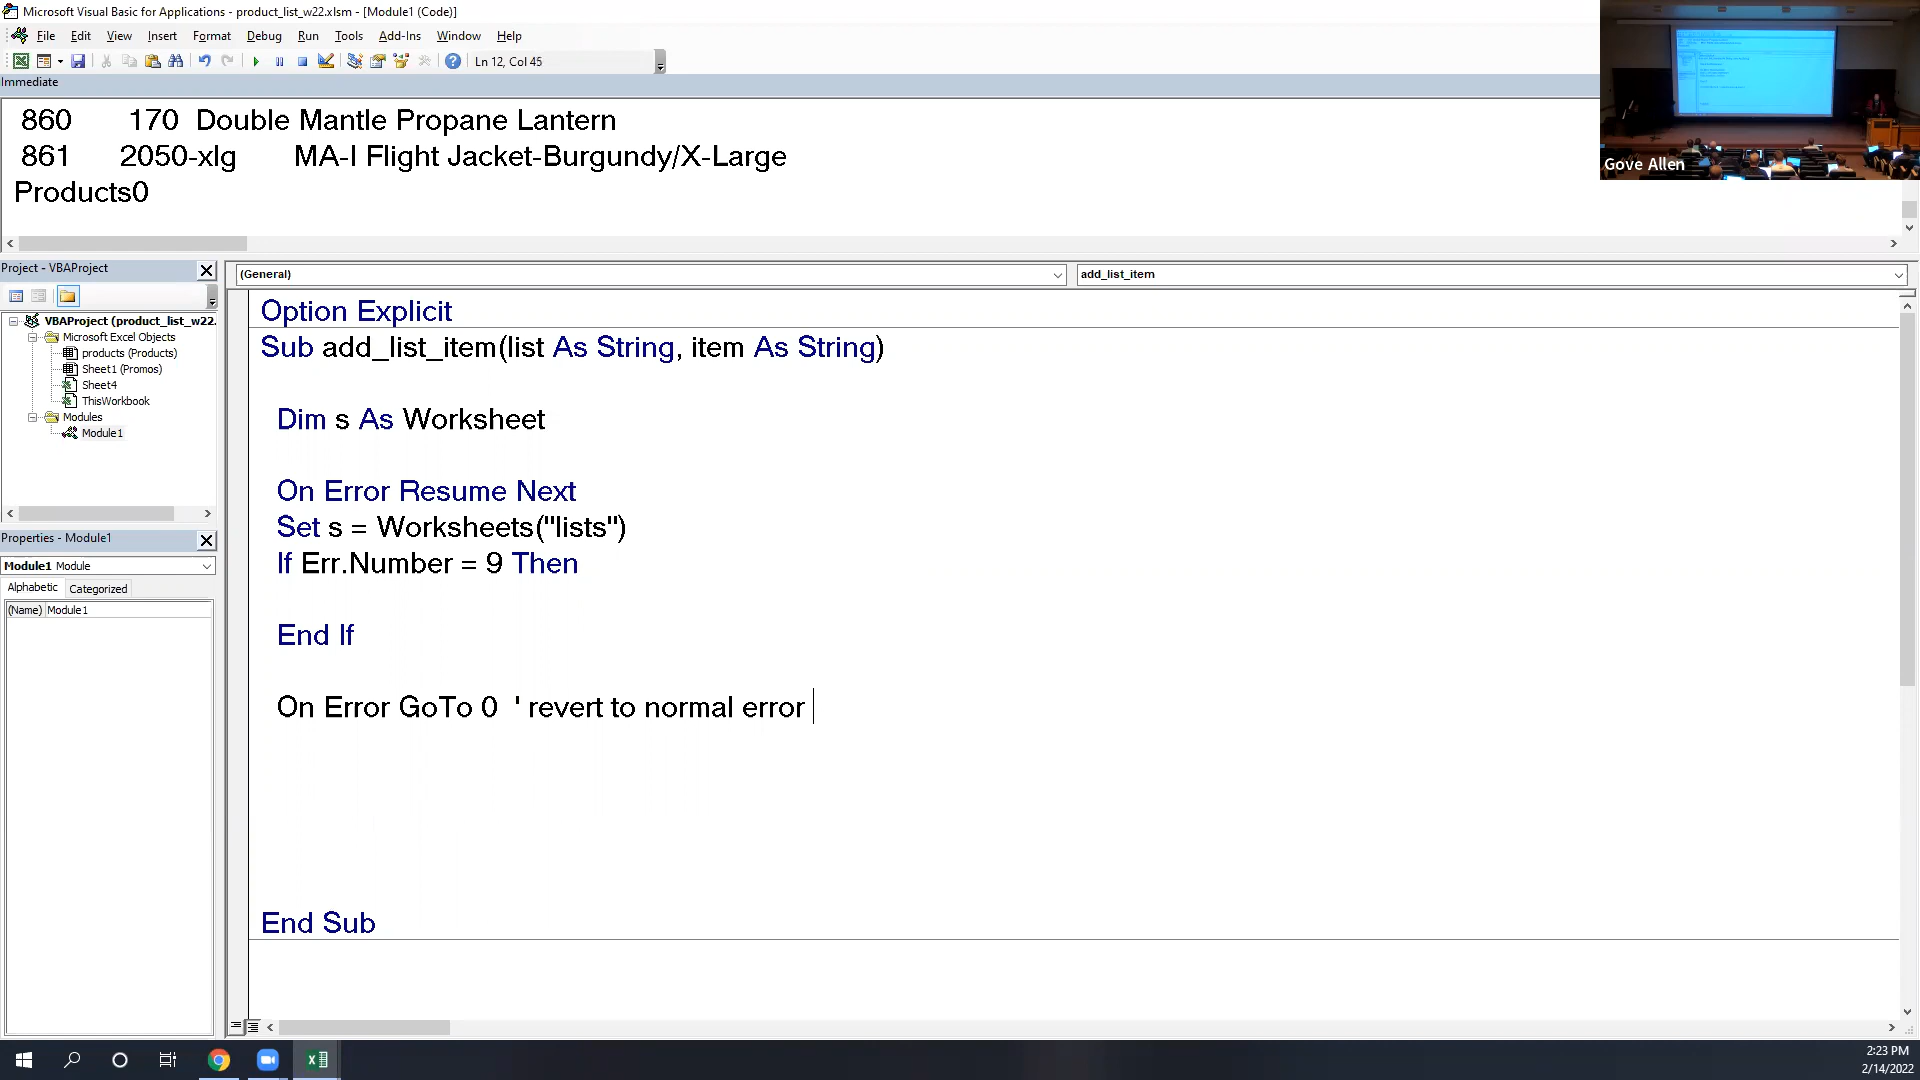 Microsoft Visual Basic for Applications - product_list_w22.xlsm - [Module1 (Code)]
File Edit View Insert Format Debug Run Tools Add-Ins Window Help
Ln 12, Col 45
Immediate
860 170 Double Mantle Propane Lantern
861 2050-xlg MA-I Flight Jacket-Burgundy/X-Large
Products0
Gove Allen
Project - VBAProject
VBAProject (product_list_w22.
Microsoft Excel Objects
products (Products)
Sheet1 (Promos)
Sheet4
ThisWorkbook
Modules
Module1
Properties - Module1
Module1 Module
Alphabetic Categorized
(Name) Module1
(General) add_list_item
Option Explicit
Sub add_list_item(list As String, item As String)
Dim s As Worksheet
On Error Resume Next
Set s = Worksheets("lists")
If Err.Number = 9 Then
End If
On Error GoTo 0 ' revert to normal error
End Sub
2:23 PM
2/14/2022